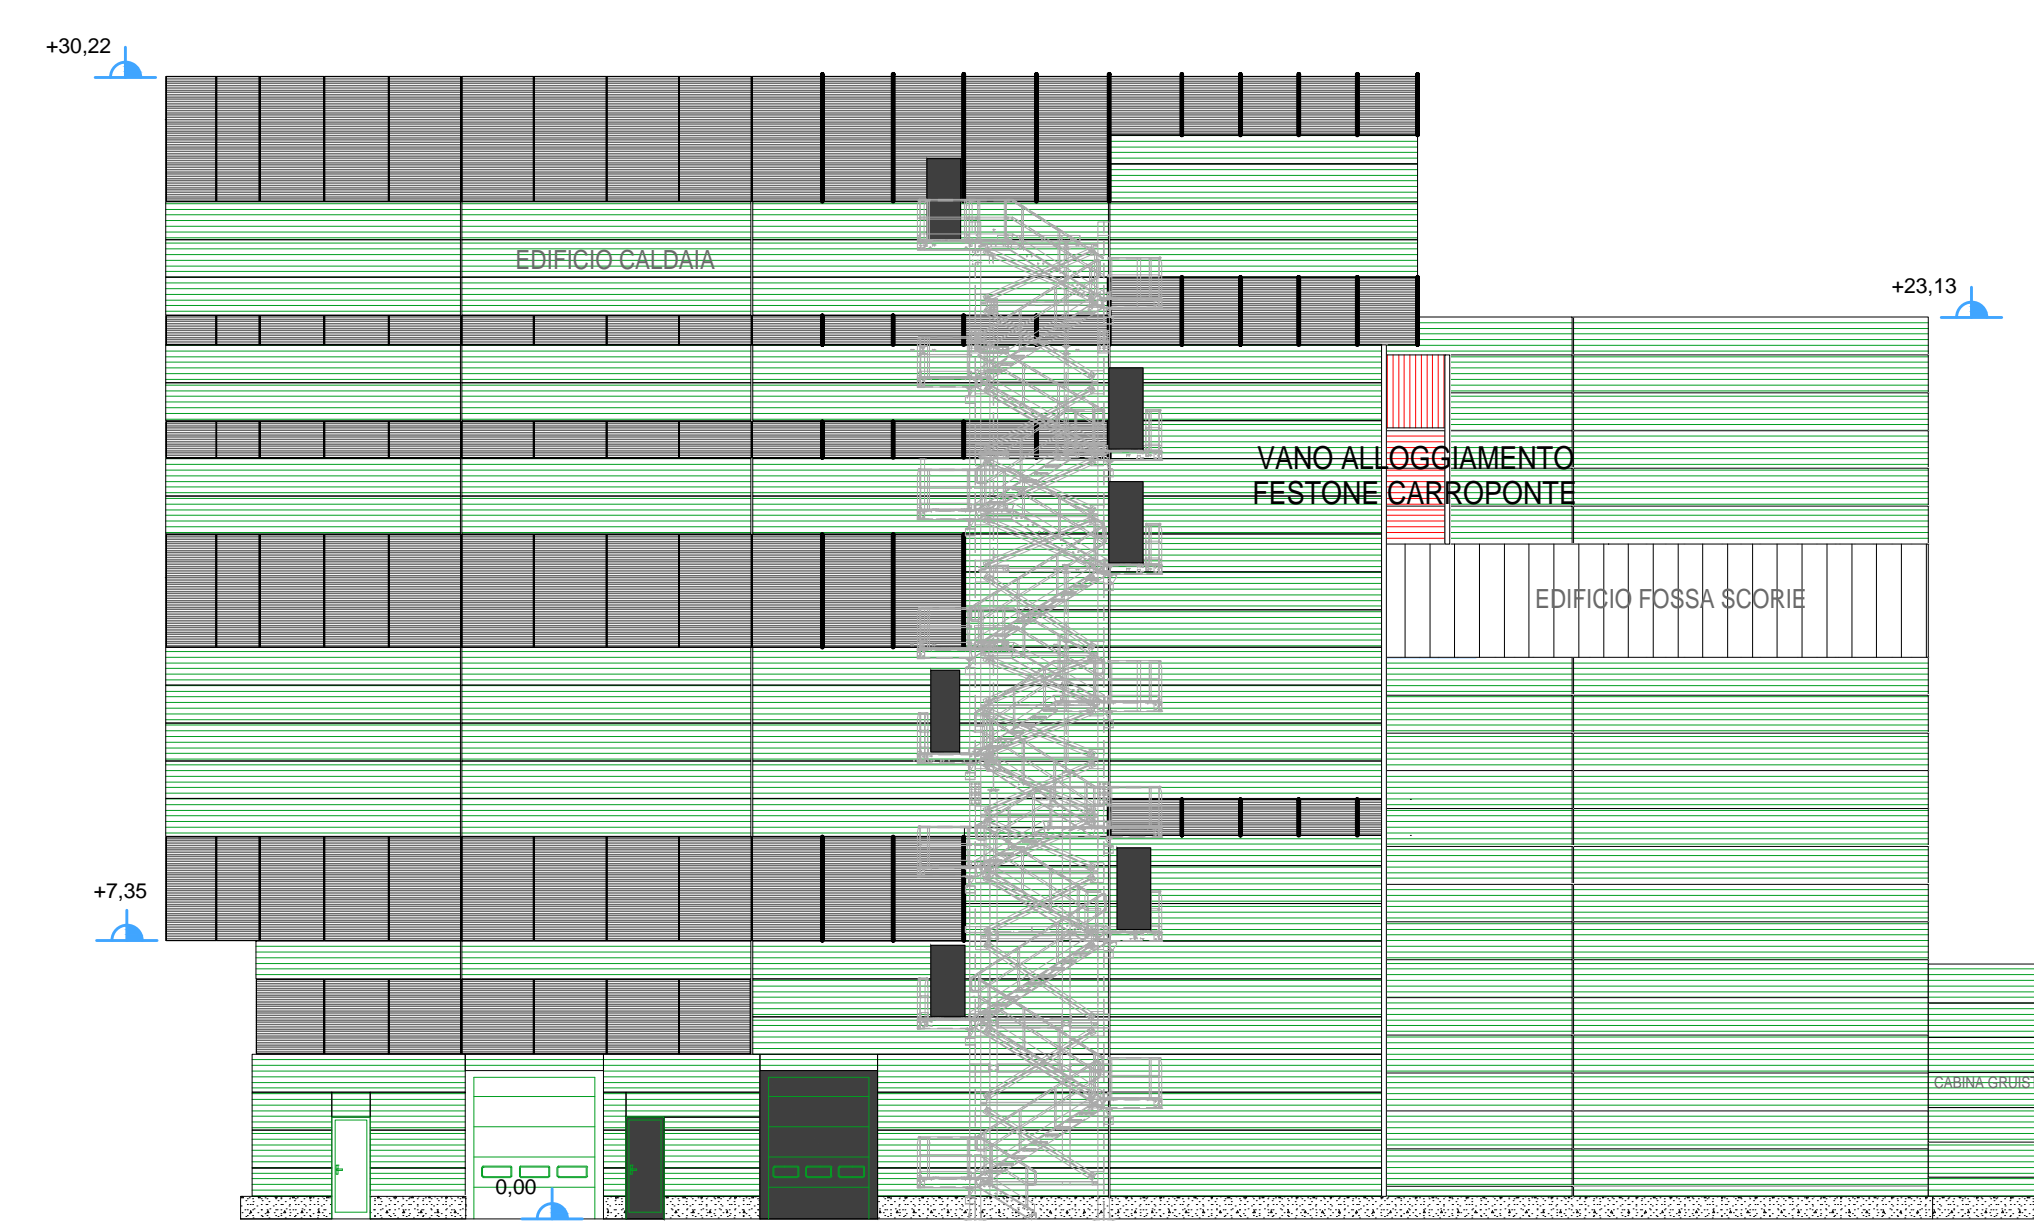 +30,22
EDIFICIO CALDAIA
+23,13
VANO ALLOGGIAMENTO
FESTONE CARROPONTE
EDIFICIO FOSSA SCORIE
+7,35
CABINA GRUIS
0,00